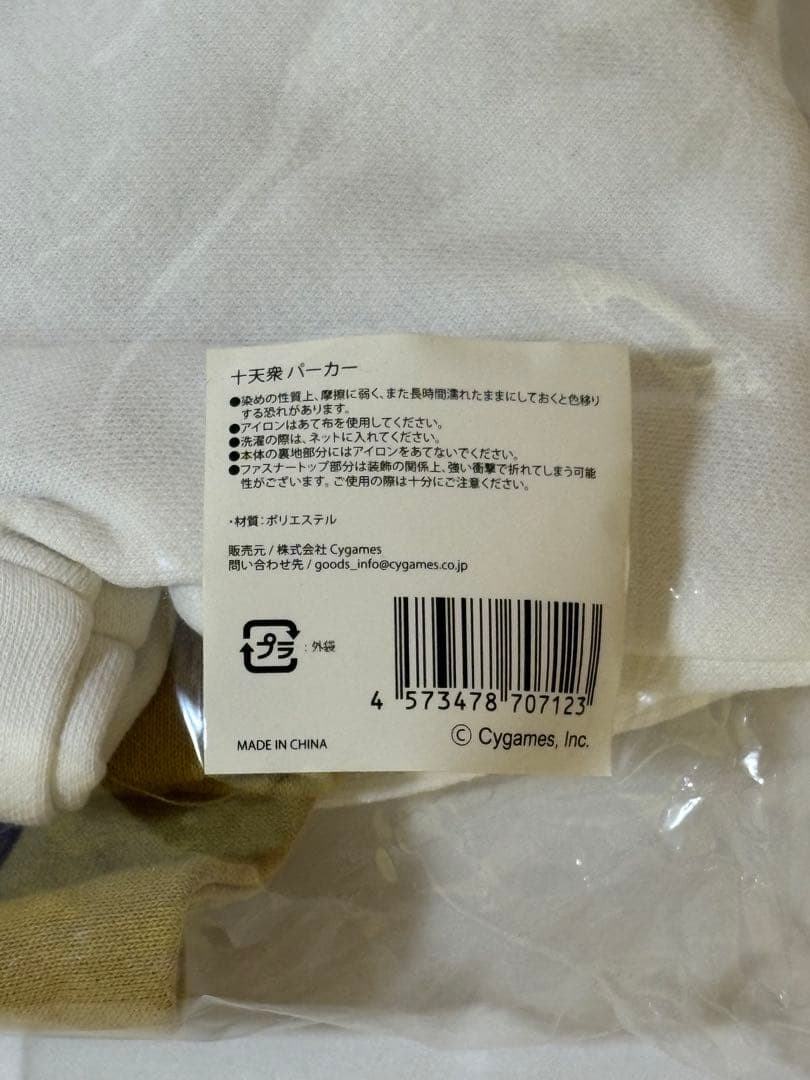 十天衆 パーカー
●染めの性質上、摩擦に弱く、また長時間濡れたままにしておくと色移り
する恐れがあります。
●アイロンはあて布を使用してください。
●洗濯の際は、ネットに入れてください。
●本体の裏地部分にはアイロンをあてないでください。
●ファスナートップ部分は装飾の関係上、強い衝撃で折れてしまう可能
性がございます。ご使用の際は十分にご注意ください。
・材質：ポリエステル
販売元 / 株式会社 Cygames
問い合わせ先 / goods_info@cygames.co.jp
プラ：外袋
4 573478 707123
MADE IN CHINA
© Cygames, Inc.